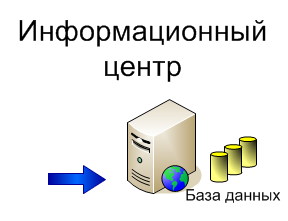 Информационный
центр
База данных